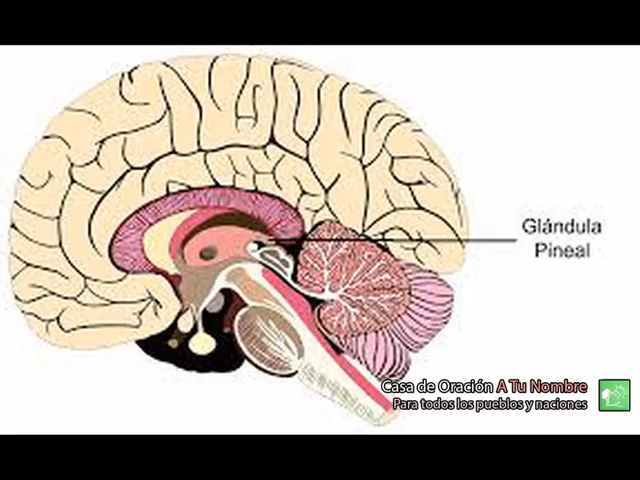 Glándula
Pineal
Casa de Oración A Tu Nombre
Para todos los pueblos y naciones